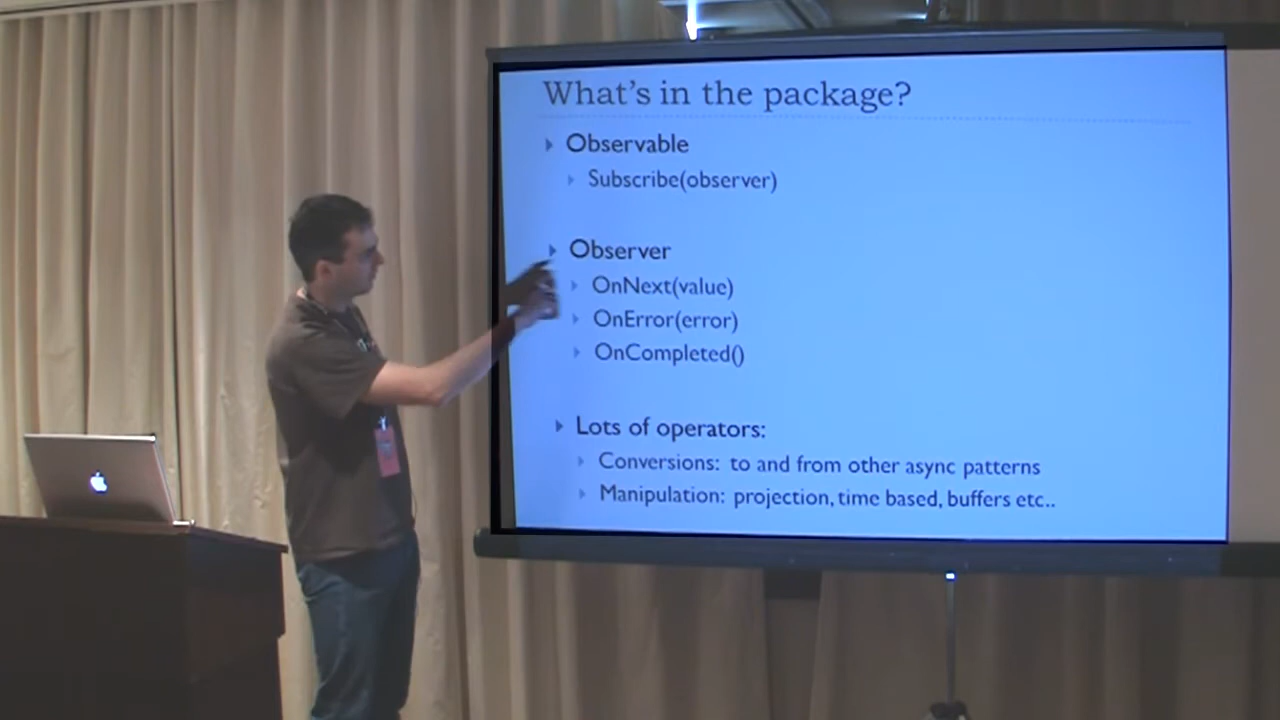 What's in the package?
Observable
Subscribe(observer)
Observer
OnNext(value)
OnError(error)
OnCompleted()
Lots of operators:
Conversions: to and from other async patterns
Manipulation: projection, time based, buffers etc..